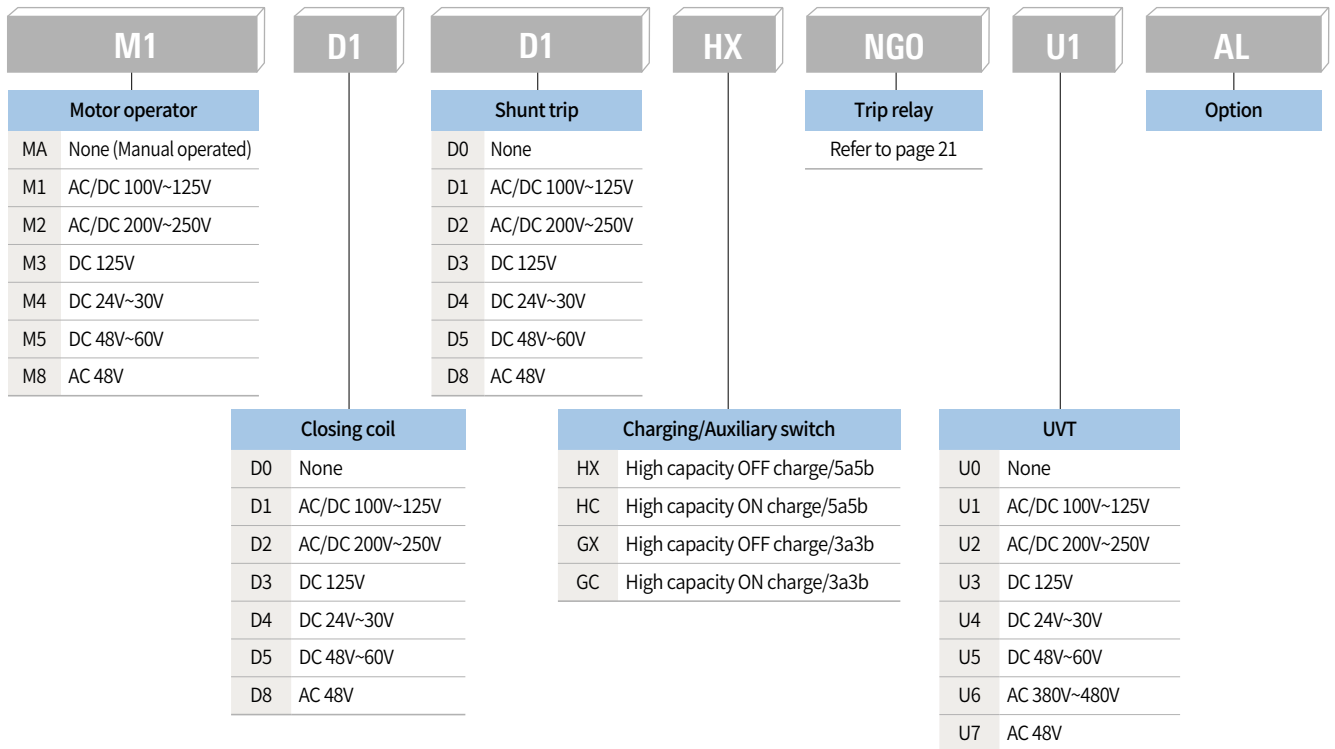 M1 D1 D1 HX NGO U1 AL
Motor operator
MA None (Manual operated)
M1 AC/DC 100V~125V
M2 AC/DC 200V~250V
M3 DC 125V
M4 DC 24V~30V
M5 DC 48V~60V
M8 AC 48V
Shunt trip
D0 None
D1 AC/DC 100V~125V
D2 AC/DC 200V~250V
D3 DC 125V
D4 DC 24V~30V
D5 DC 48V~60V
D8 AC 48V
Trip relay
Refer to page 21
Option
Closing coil
D0 None
D1 AC/DC 100V~125V
D2 AC/DC 200V~250V
D3 DC 125V
D4 DC 24V~30V
D5 DC 48V~60V
D8 AC 48V
Charging/Auxiliary switch
HX High capacity OFF charge/5a5b
HC High capacity ON charge/5a5b
GX High capacity OFF charge/3a3b
GC High capacity ON charge/3a3b
UVT
U0 None
U1 AC/DC 100V~125V
U2 AC/DC 200V~250V
U3 DC 125V
U4 DC 24V~30V
U5 DC 48V~60V
U6 AC 380V~480V
U7 AC 48V